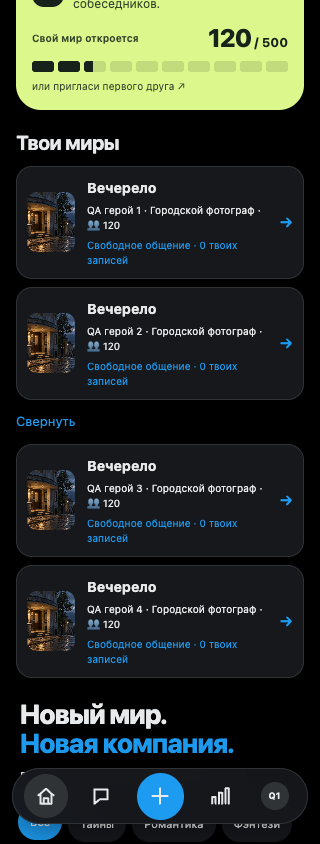 собеседников.
Свой мир откроется 120 / 500
или пригласи первого друга ↗
Твои миры
Вечерело
QA герой 1 · Городской фотограф ·
👥 120
Свободное общение · 0 твоих
записей
→
Вечерело
QA герой 2 · Городской фотограф ·
👥 120
Свободное общение · 0 твоих
записей
→
Свернуть
Вечерело
QA герой 3 · Городской фотограф ·
👥 120
Свободное общение · 0 твоих
записей
→
Вечерело
QA герой 4 · Городской фотограф ·
👥 120
Свободное общение · 0 твоих
записей
→
Новый мир.
Новая компания.
Q1
Все Тайны Романтика Фэнтези